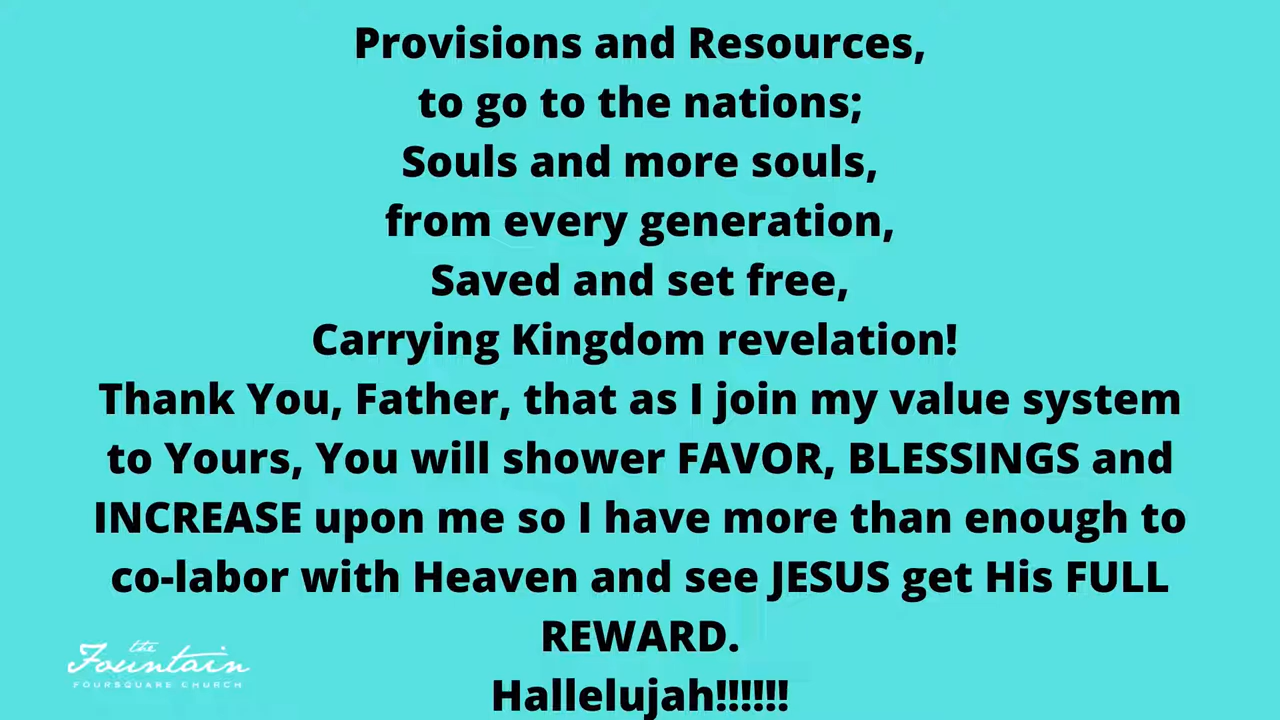 Provisions and Resources,
to go to the nations;
Souls and more souls,
from every generation,
Saved and set free,
Carrying Kingdom revelation!
Thank You, Father, that as I join my value system
to Yours, You will shower FAVOR, BLESSINGS and
INCREASE upon me so I have more than enough to
co-labor with Heaven and see JESUS get His FULL
REWARD.
Hallelujah!!!!!!
the
Fountain
FOURSQUARE CHURCH